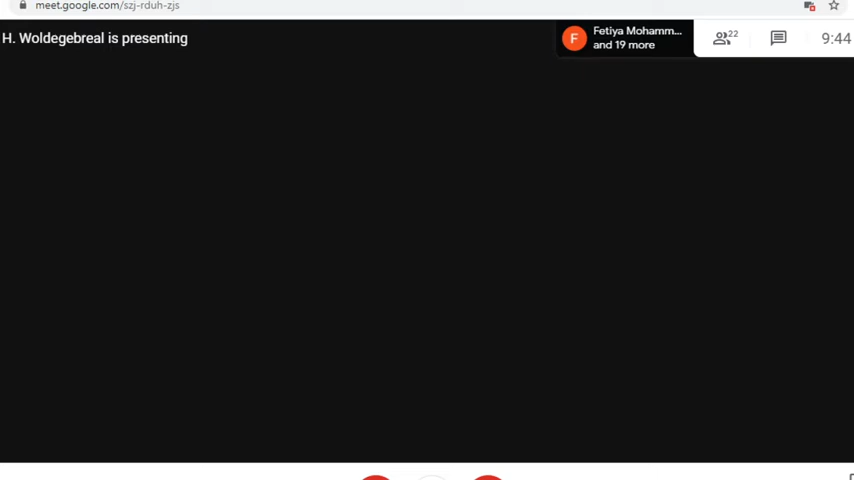 meet.google.com/szj-rduh-zjs
H. Woldegebreal is presenting
F
Fetiya Mohamm...
and 19 more
22
9:44